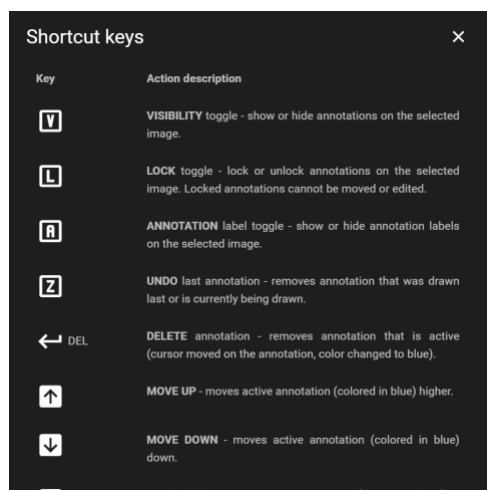 Shortcut keys
Key Action description
V VISIBILITY toggle - show or hide annotations on the selected
image.
L LOCK toggle - lock or unlock annotations on the selected
image. Locked annotations cannot be moved or edited.
A ANNOTATION label toggle - show or hide annotation labels
on the selected image.
Z UNDO last annotation - removes annotation that was drawn
last or is currently being drawn.
DEL DELETE annotation - removes annotation that is active
(cursor moved on the annotation, color changed to blue).
MOVE UP - moves active annotation (colored in blue) higher.
MOVE DOWN - moves active annotation (colored in blue)
down.